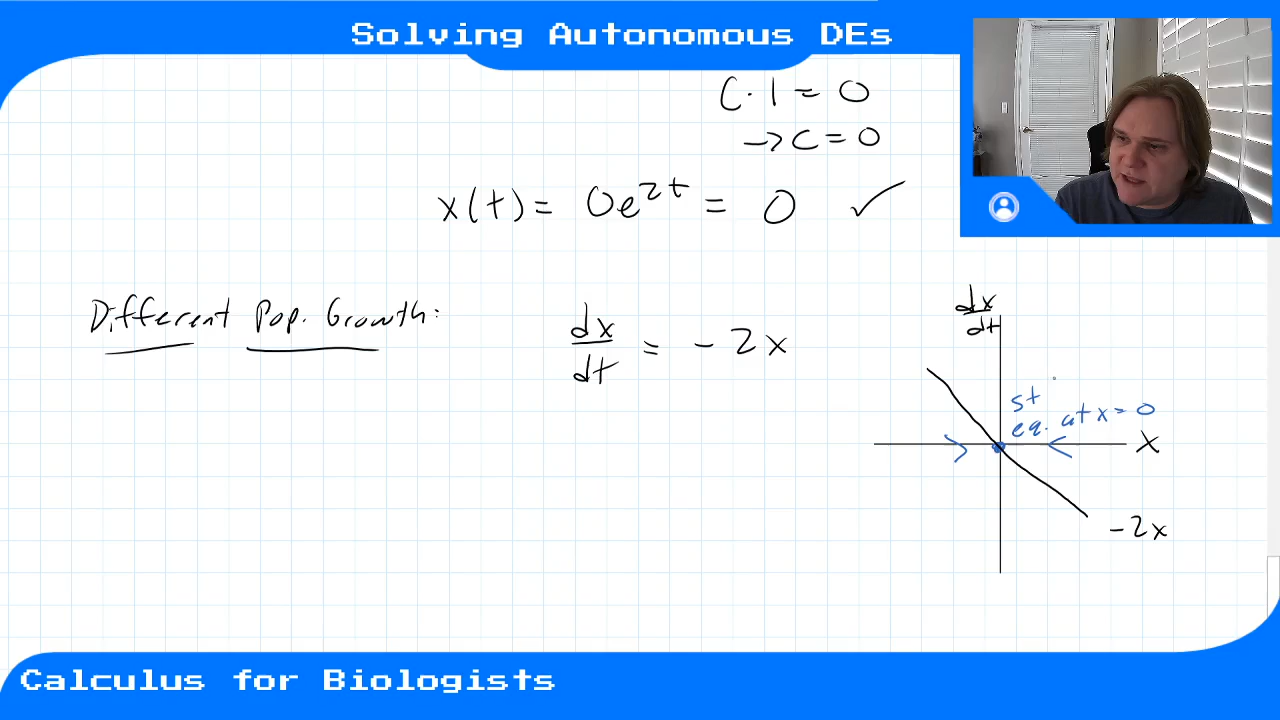 Solving Autonomous DEs
C · 1 = 0
→ C = 0
x(t) = 0e^{2t} = 0 ✓
Different Pop. Growth:
dx/dt = -2x
dx/dt
st
eq. at x = 0
x
-2x
Calculus for Biologists